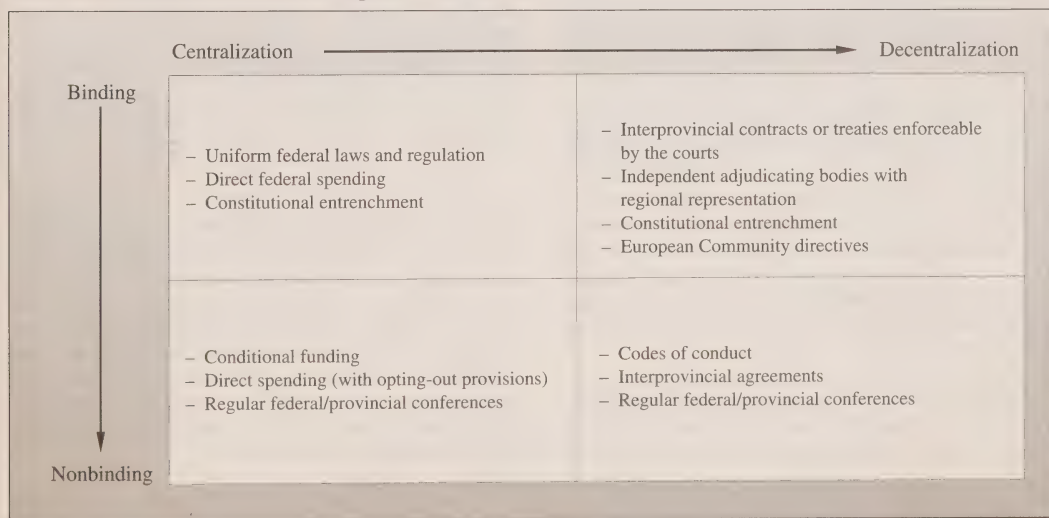 Centralization
Decentralization
Binding
– Uniform federal laws and regulation
– Direct federal spending
– Constitutional entrenchment
– Interprovincial contracts or treaties enforceable
by the courts
– Independent adjudicating bodies with
regional representation
– Constitutional entrenchment
– European Community directives
– Conditional funding
– Direct spending (with opting-out provisions)
– Regular federal/provincial conferences
– Codes of conduct
– Interprovincial agreements
– Regular federal/provincial conferences
Nonbinding